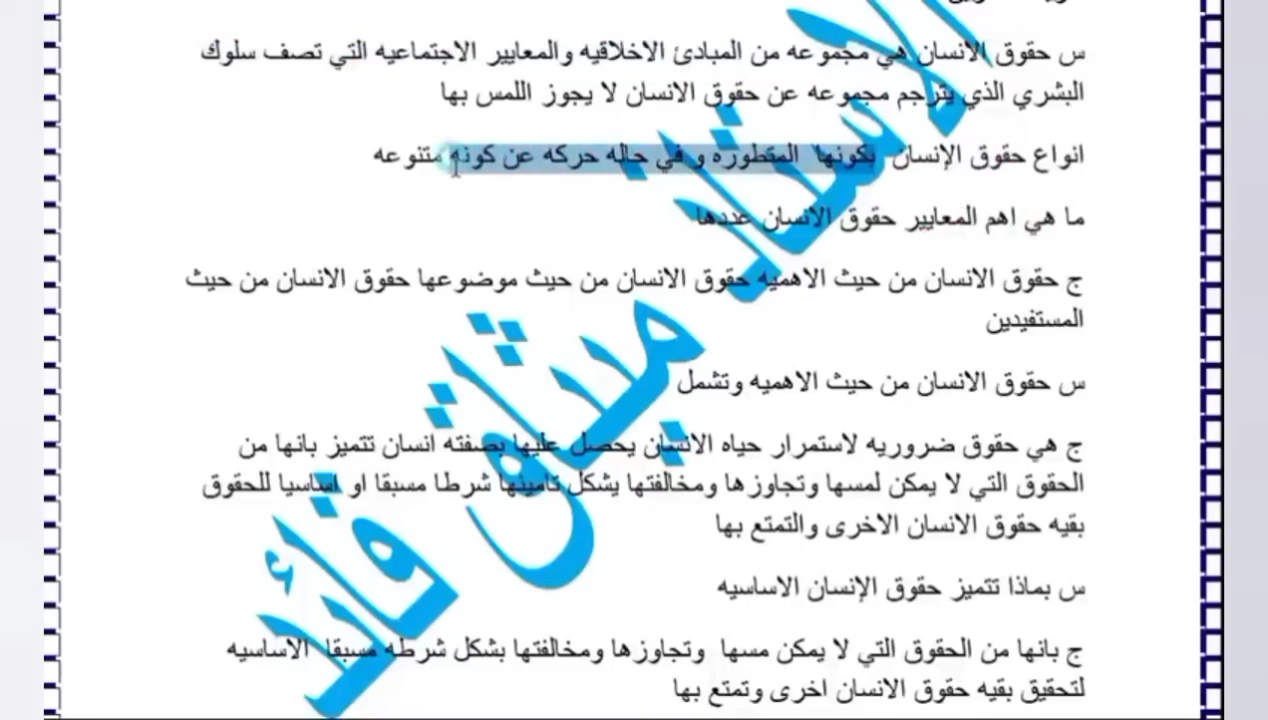 س حقوق الانسان هي مجموعه من المبادئ الاخلاقيه والمعايير الاجتماعيه التي تصف سلوك
البشري الذي يترجم مجموعه عن حقوق الانسان لا يجوز اللمس بها
انواع حقوق الإنسان بكونها المتطوره و في حاله حركه عن كونه متنوعه
ما هي اهم المعايير حقوق الانسان عددها
ج حقوق الانسان من حيث الاهميه حقوق الانسان من حيث موضوعها حقوق الانسان من حيث
المستفيدين
س حقوق الانسان من حيث الاهميه وتشمل
ج هي حقوق ضروريه لاستمرار حياه الانسان يحصل عليها بصفته انسان تتميز بانها من
الحقوق التي لا يمكن لمسها وتجاوزها ومخالفتها يشكل تامينها شرطا مسبقا او اساسيا للحقوق
بقيه حقوق الانسان الاخرى والتمتع بها
س بماذا تتميز حقوق الإنسان الاساسيه
ج بانها من الحقوق التي لا يمكن مسها وتجاوزها ومخالفتها بشكل شرطه مسبقا الاساسيه
لتحقيق بقيه حقوق الانسان اخرى وتمتع بها
الاستاذ ميثاق قائد